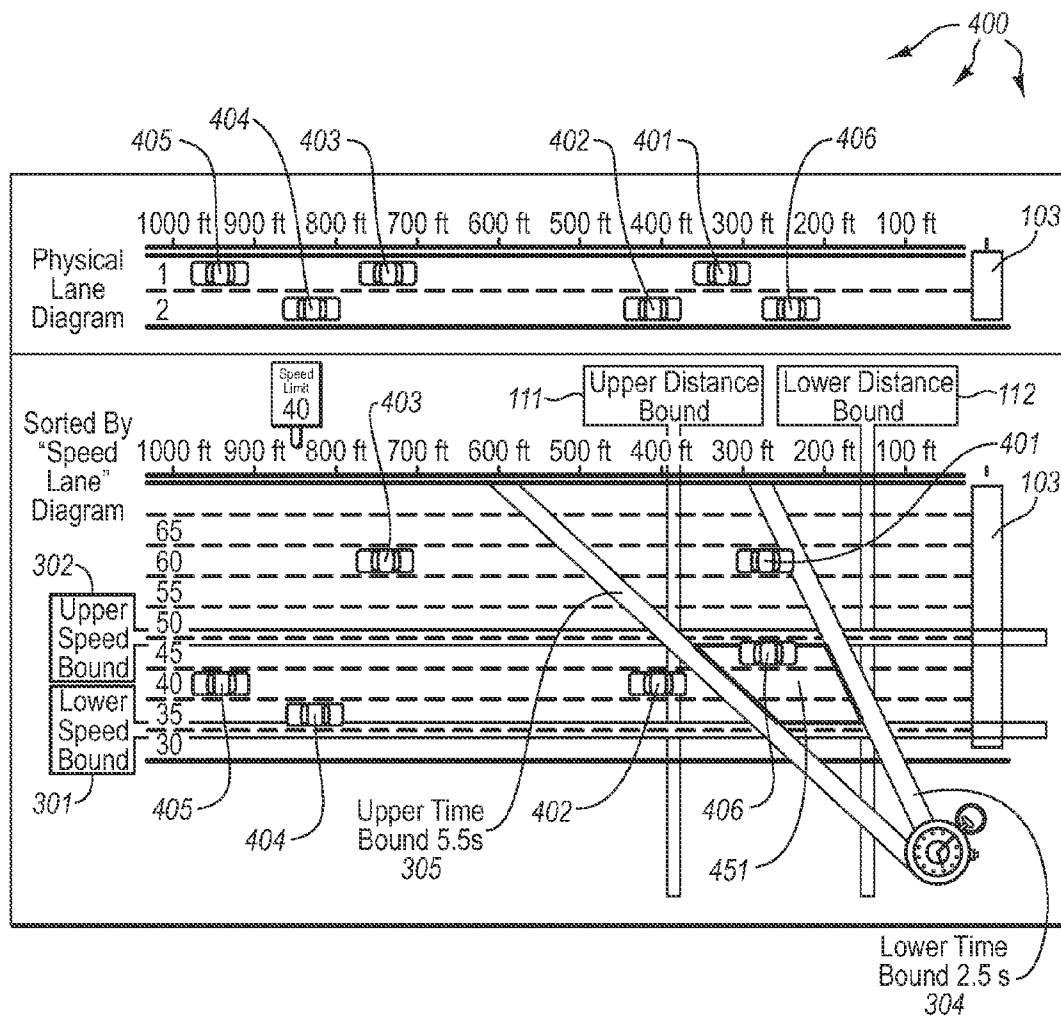 400
405
404
403
402
401
406
103
1000 ft 900 ft 800 ft 700 ft 600 ft 500 ft 400 ft 300 ft 200 ft 100 ft
Physical
Lane
Diagram
1
2
Speed
Limit
40
403
111
Upper Distance
Bound
Lower Distance
Bound
112
401
103
Sorted By
"Speed
Lane"
Diagram
1000 ft 900 ft 800 ft 700 ft 600 ft 500 ft 400 ft 300 ft 200 ft 100 ft
65
60
55
50
45
40
35
30
302
Upper
Speed
Bound
Lower
Speed
Bound
301
405
404
Upper Time
Bound 5.5s
305
402
406
451
Lower Time
Bound 2.5 s
304